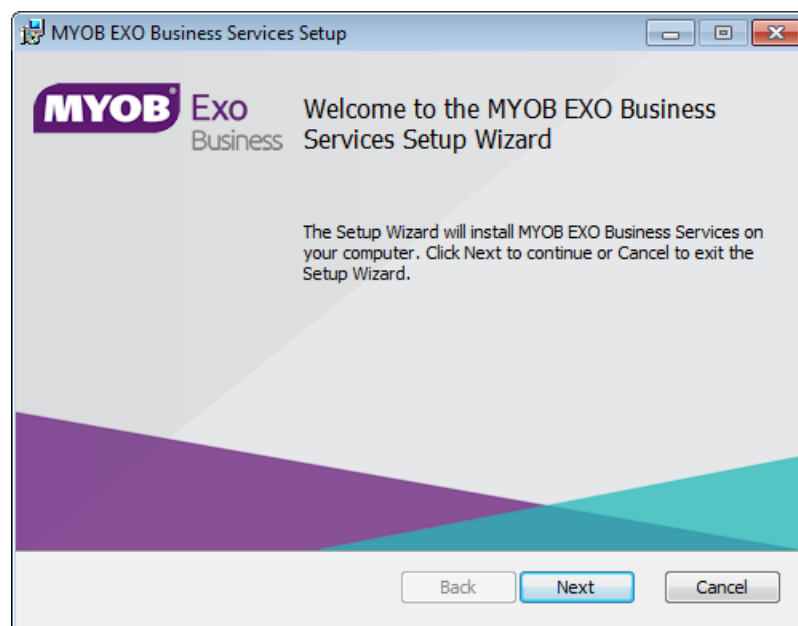 MYOB EXO Business Services Setup
MYOB Exo
Business
Welcome to the MYOB EXO Business
Services Setup Wizard
The Setup Wizard will install MYOB EXO Business Services on
your computer. Click Next to continue or Cancel to exit the
Setup Wizard.
Back
Next
Cancel